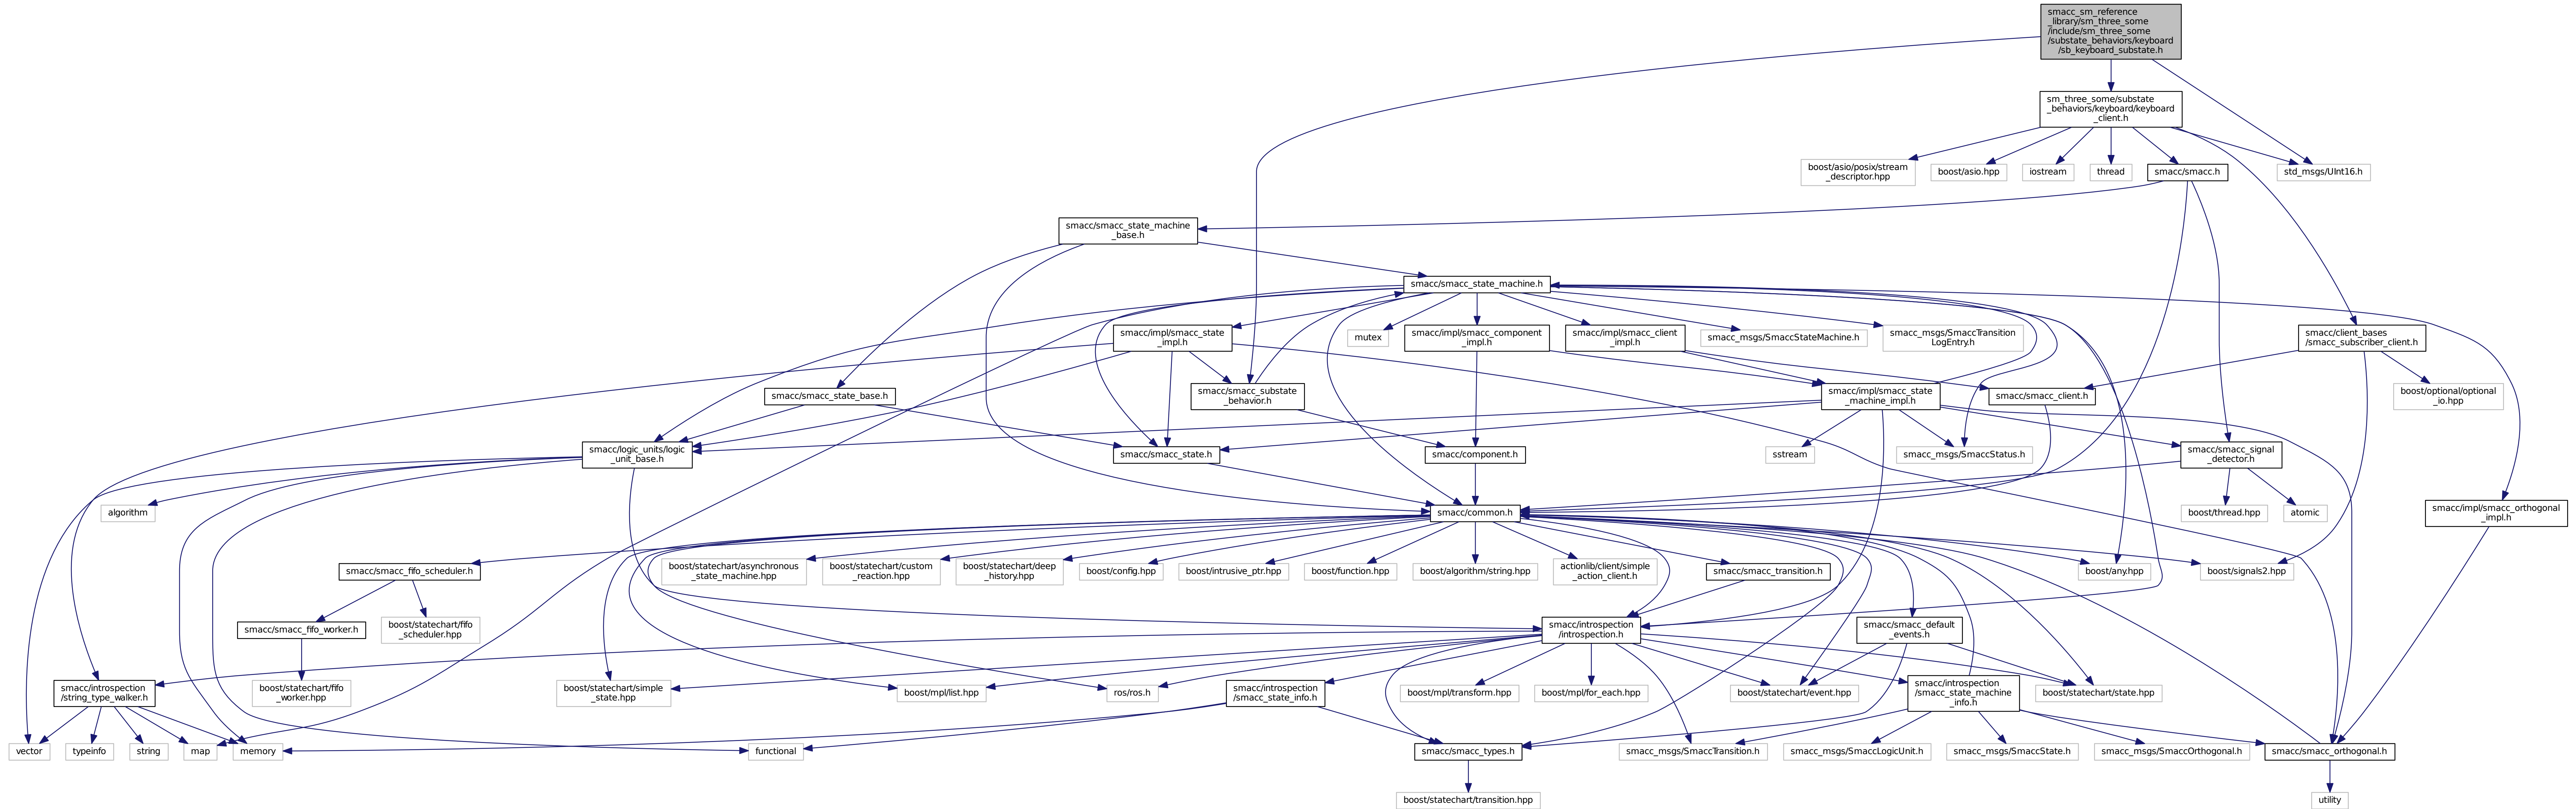 smacc_sm_reference
_library/sm_three_some
/include/sm_three_some
/substate_behaviors/keyboard
/sb_keyboard_substate.h
sm_three_some/substate
_behaviors/keyboard/keyboard
_client.h
boost/asio/posix/stream
_descriptor.hpp
boost/asio.hpp
iostream
thread
smacc/smacc.h
std_msgs/UInt16.h
smacc/smacc_state_machine
_base.h
smacc/smacc_state_machine.h
smacc/impl/smacc_state
_impl.h
mutex
smacc/impl/smacc_component
_impl.h
smacc/impl/smacc_client
_impl.h
smacc_msgs/SmaccStateMachine.h
smacc_msgs/SmaccTransition
LogEntry.h
smacc/client_bases
/smacc_subscriber_client.h
smacc/smacc_state_base.h
smacc/smacc_substate
_behavior.h
smacc/impl/smacc_state
_machine_impl.h
smacc/smacc_client.h
boost/optional/optional
_io.hpp
smacc/logic_units/logic
_unit_base.h
smacc/smacc_state.h
smacc/component.h
sstream
smacc_msgs/SmaccStatus.h
smacc/smacc_signal
_detector.h
algorithm
smacc/common.h
boost/thread.hpp
atomic
smacc/impl/smacc_orthogonal
_impl.h
smacc/smacc_fifo_scheduler.h
boost/statechart/asynchronous
_state_machine.hpp
boost/statechart/custom
_reaction.hpp
boost/statechart/deep
_history.hpp
boost/config.hpp
boost/intrusive_ptr.hpp
boost/function.hpp
boost/algorithm/string.hpp
actionlib/client/simple
_action_client.h
smacc/smacc_transition.h
boost/any.hpp
boost/signals2.hpp
smacc/smacc_fifo_worker.h
boost/statechart/fifo
_scheduler.hpp
smacc/introspection
/introspection.h
smacc/smacc_default
_events.h
smacc/introspection
/string_type_walker.h
boost/statechart/fifo
_worker.hpp
boost/statechart/simple
_state.hpp
boost/mpl/list.hpp
ros/ros.h
smacc/introspection
/smacc_state_info.h
boost/mpl/transform.hpp
boost/mpl/for_each.hpp
boost/statechart/event.hpp
smacc/introspection
/smacc_state_machine
_info.h
boost/statechart/state.hpp
vector
typeinfo
string
map
memory
functional
smacc/smacc_types.h
smacc_msgs/SmaccTransition.h
smacc_msgs/SmaccLogicUnit.h
smacc_msgs/SmaccState.h
smacc_msgs/SmaccOrthogonal.h
smacc/smacc_orthogonal.h
boost/statechart/transition.hpp
utility